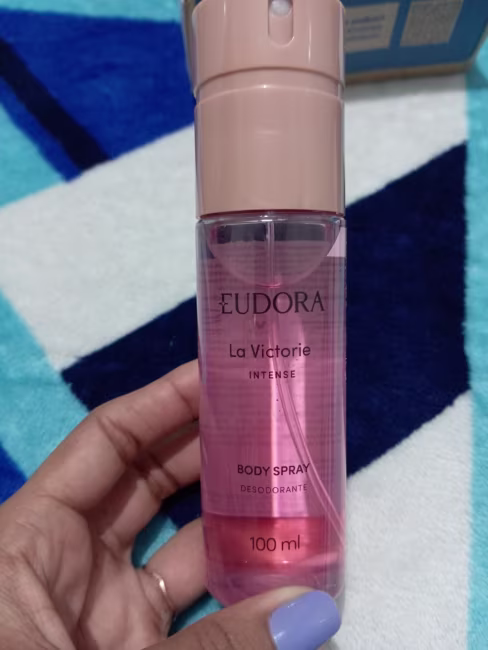 EUDORA
La Victorie
INTENSE
BODY SPRAY
DESODORANTE
100 ml